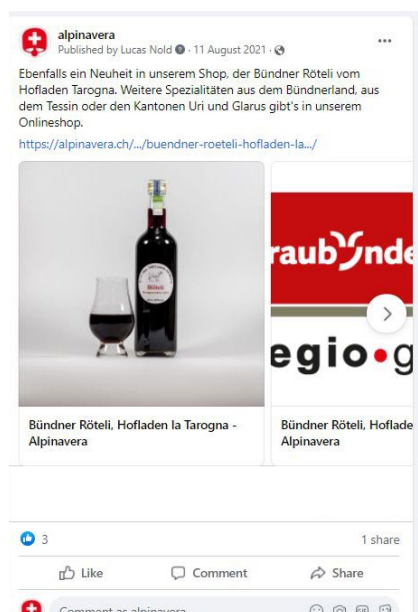 alpinavera
Published by Lucas Nold · 11 August 2021 ·
Ebenfalls ein Neuheit in unserem Shop, der Bündner Röteli vom
Hofladen Tarogna. Weitere Spezialitäten aus dem Bündnerland, aus
dem Tessin oder den Kantonen Uri und Glarus gibt's in unserem
Onlineshop.
https://alpinavera.ch/.../buendner-roeteli-hofladen-la.../
Röteli
raubünde
egio•g
Bündner Röteli, Hofladen la Tarogna -
Alpinavera
Bündner Röteli, Hoflade
Alpinavera
3
1 share
Like
Comment
Share
Comment as alpinavera